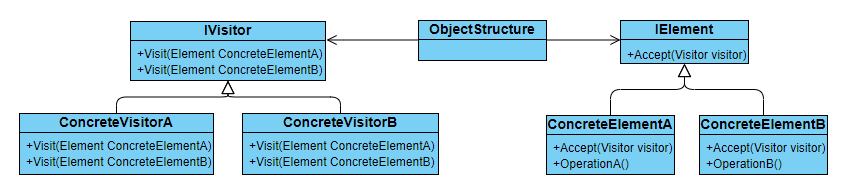 IVisitor
+Visit(Element ConcreteElementA)
+Visit(Element ConcreteElementB)
ObjectStructure
IElement
+Accept(Visitor visitor)
ConcreteVisitorA
+Visit(Element ConcreteElementA)
+Visit(Element ConcreteElementB)
ConcreteVisitorB
+Visit(Element ConcreteElementA)
+Visit(Element ConcreteElementB)
ConcreteElementA
+Accept(Visitor visitor)
+OperationA()
ConcreteElementB
+Accept(Visitor visitor)
+OperationB()